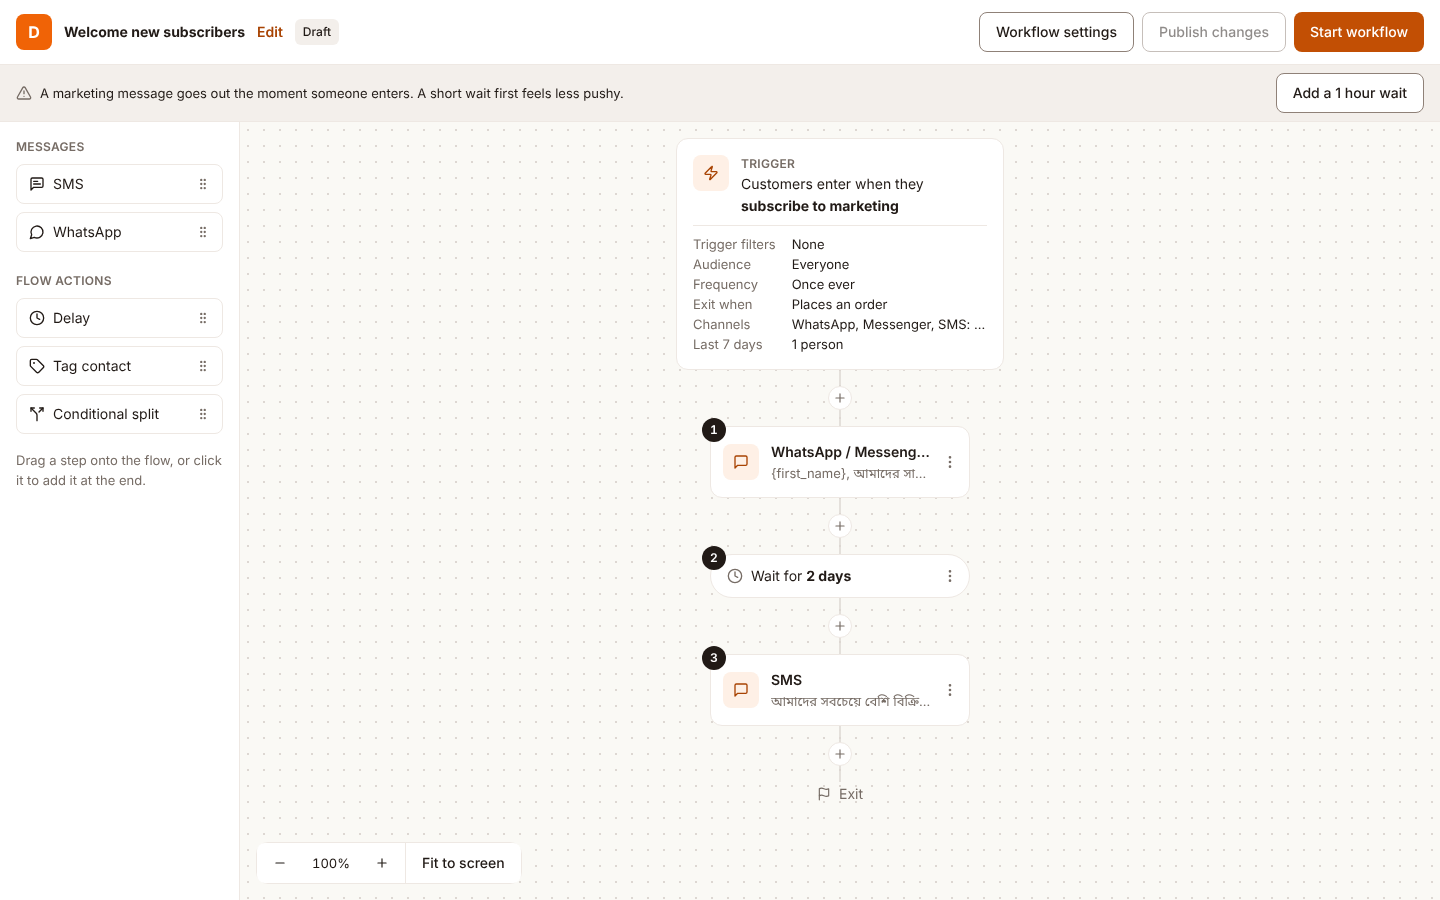 D
Welcome new subscribers Edit Draft
Workflow settings Publish changes Start workflow
A marketing message goes out the moment someone enters. A short wait first feels less pushy.
Add a 1 hour wait
MESSAGES
SMS
WhatsApp
FLOW ACTIONS
Delay
Tag contact
Conditional split
Drag a step onto the flow, or click
it to add it at the end.
TRIGGER
Customers enter when they
subscribe to marketing
Trigger filters None
Audience Everyone
Frequency Once ever
Exit when Places an order
Channels WhatsApp, Messenger, SMS: ...
Last 7 days 1 person
1
WhatsApp / Messeng...
{first_name}, আমাদের সা...
2
Wait for 2 days
3
SMS
আমাদের সবচেয়ে বেশি বিক্রি...
Exit
100%
Fit to screen